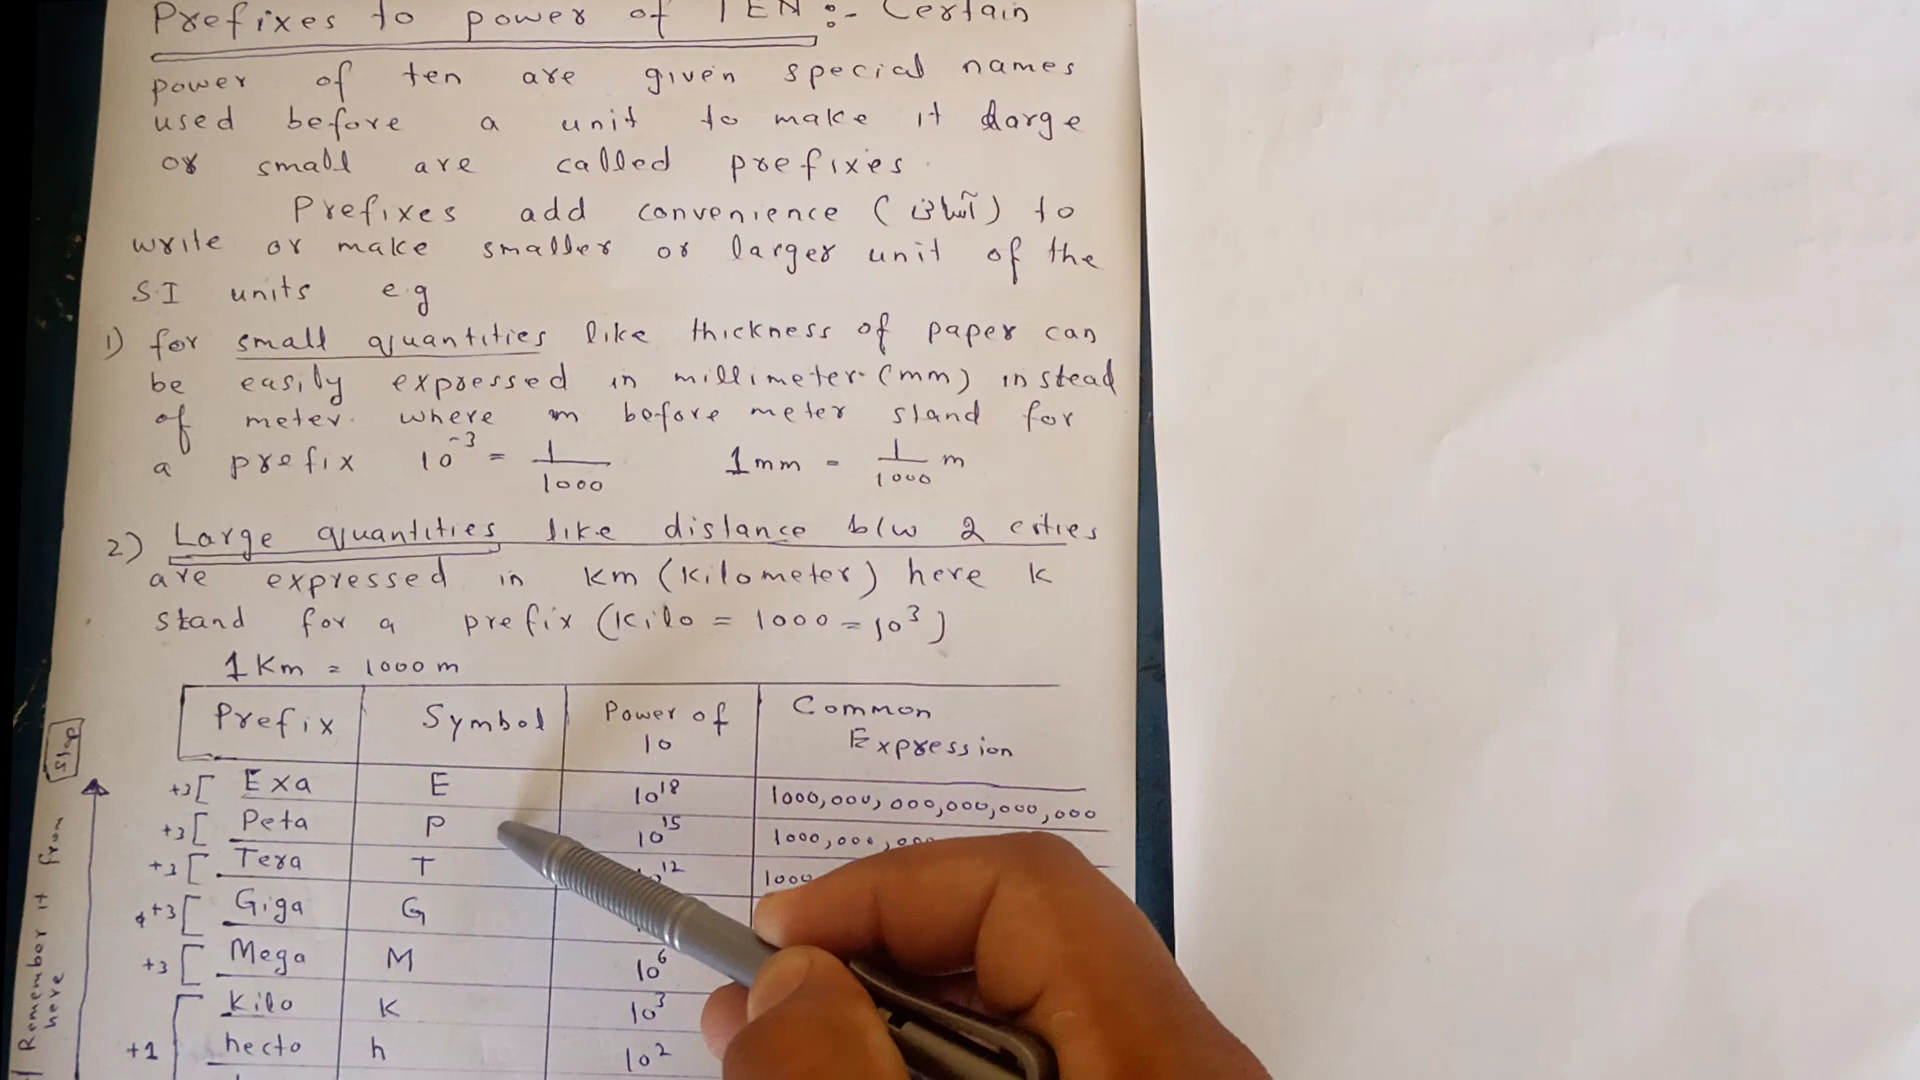 Prefixes to power of TEN :- Certain
power of ten are given special names
used before a unit to make it large
or small are called prefixes.
Prefixes add convenience (آسانی) to
write or make smaller or larger unit of the
S.I units e.g
1) for small quantities like thickness of paper can
be easily expressed in millimeter (mm) instead
of meter. where m before meter stand for
a prefix 10⁻³ = 1/1000 1mm = 1/1000 m
2) Large quantities like distance b/w 2 cities
are expressed in Km (Kilometer) here K
stand for a prefix (Kilo = 1000 = 10³)
1 Km = 1000 m
Prefix Symbol Power of 10 Common Expression
+3[ Exa E 10¹⁸ 1000,000,000,000,000,000
+3[ Peta P 10¹⁵ 1000,000,
+3[ Tera T 12 1000
+3[ Giga G
+3[ Mega M 10⁶
Kilo K 10³
+1 hecto h 10²
Remember it from
here
Stop